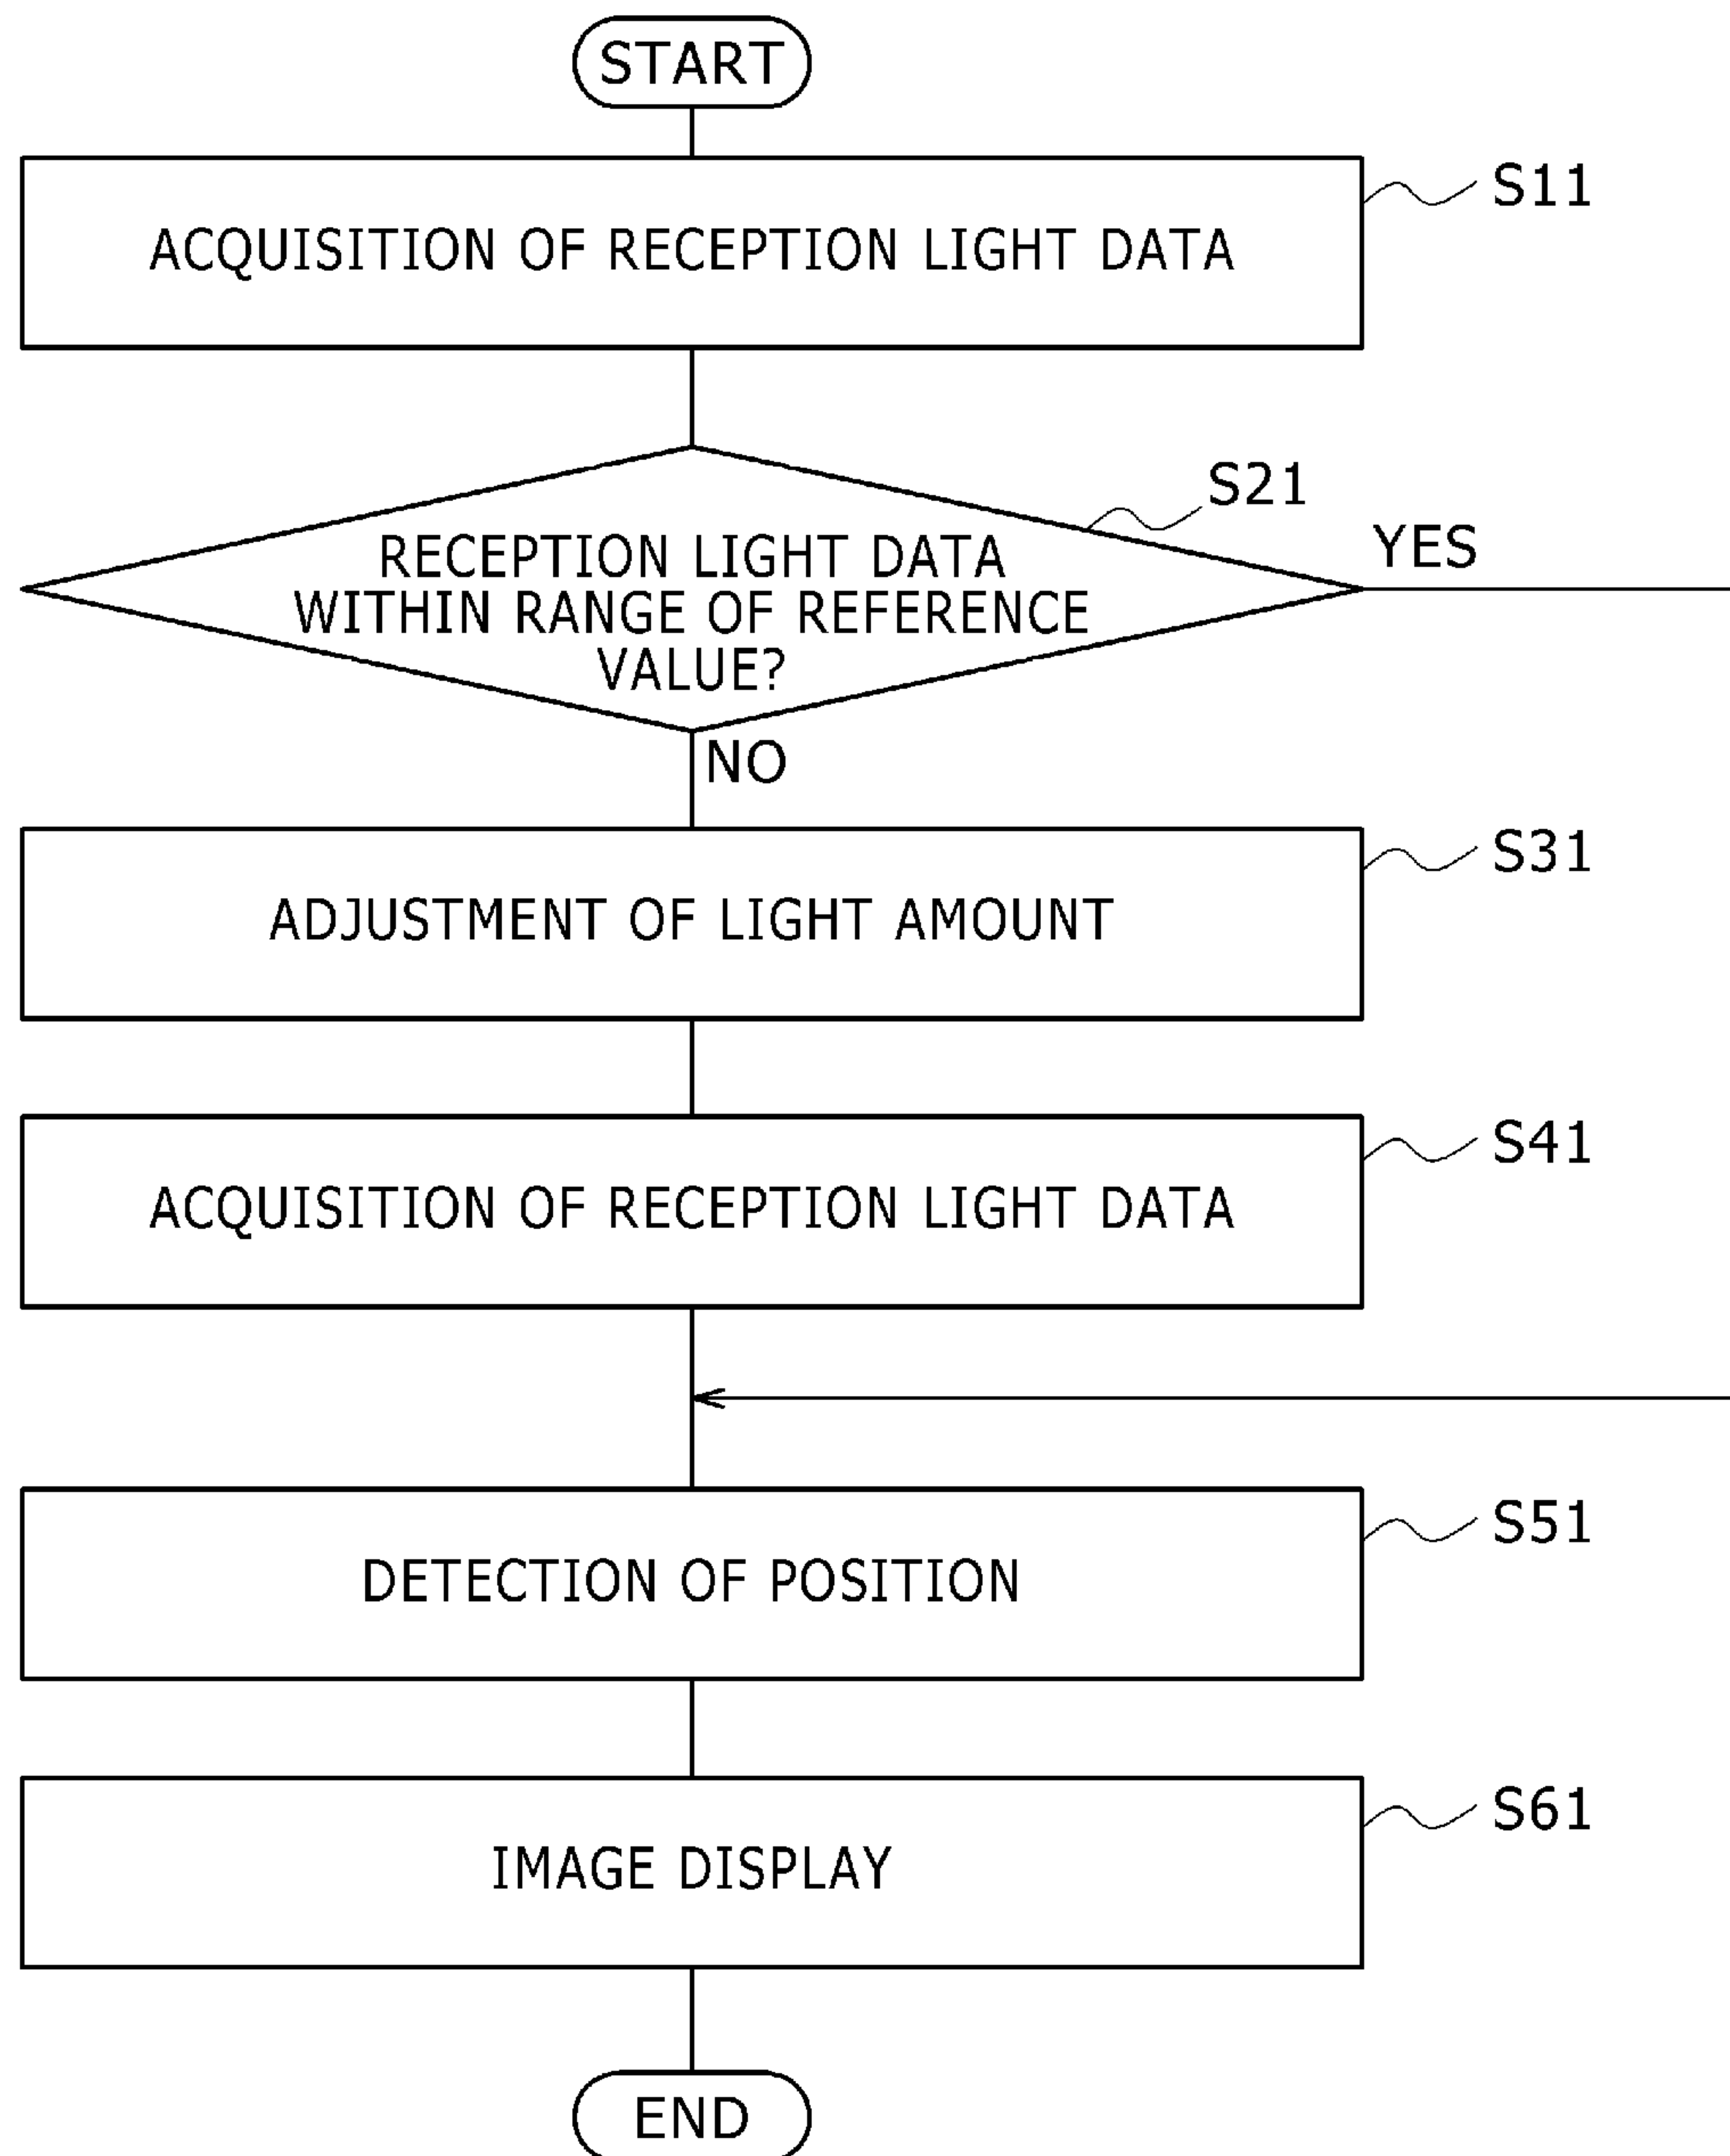 START
ACQUISITION OF RECEPTION LIGHT DATA
S11
S21
RECEPTION LIGHT DATA
WITHIN RANGE OF REFERENCE
VALUE?
YES
NO
ADJUSTMENT OF LIGHT AMOUNT
S31
ACQUISITION OF RECEPTION LIGHT DATA
S41
DETECTION OF POSITION
S51
IMAGE DISPLAY
S61
END